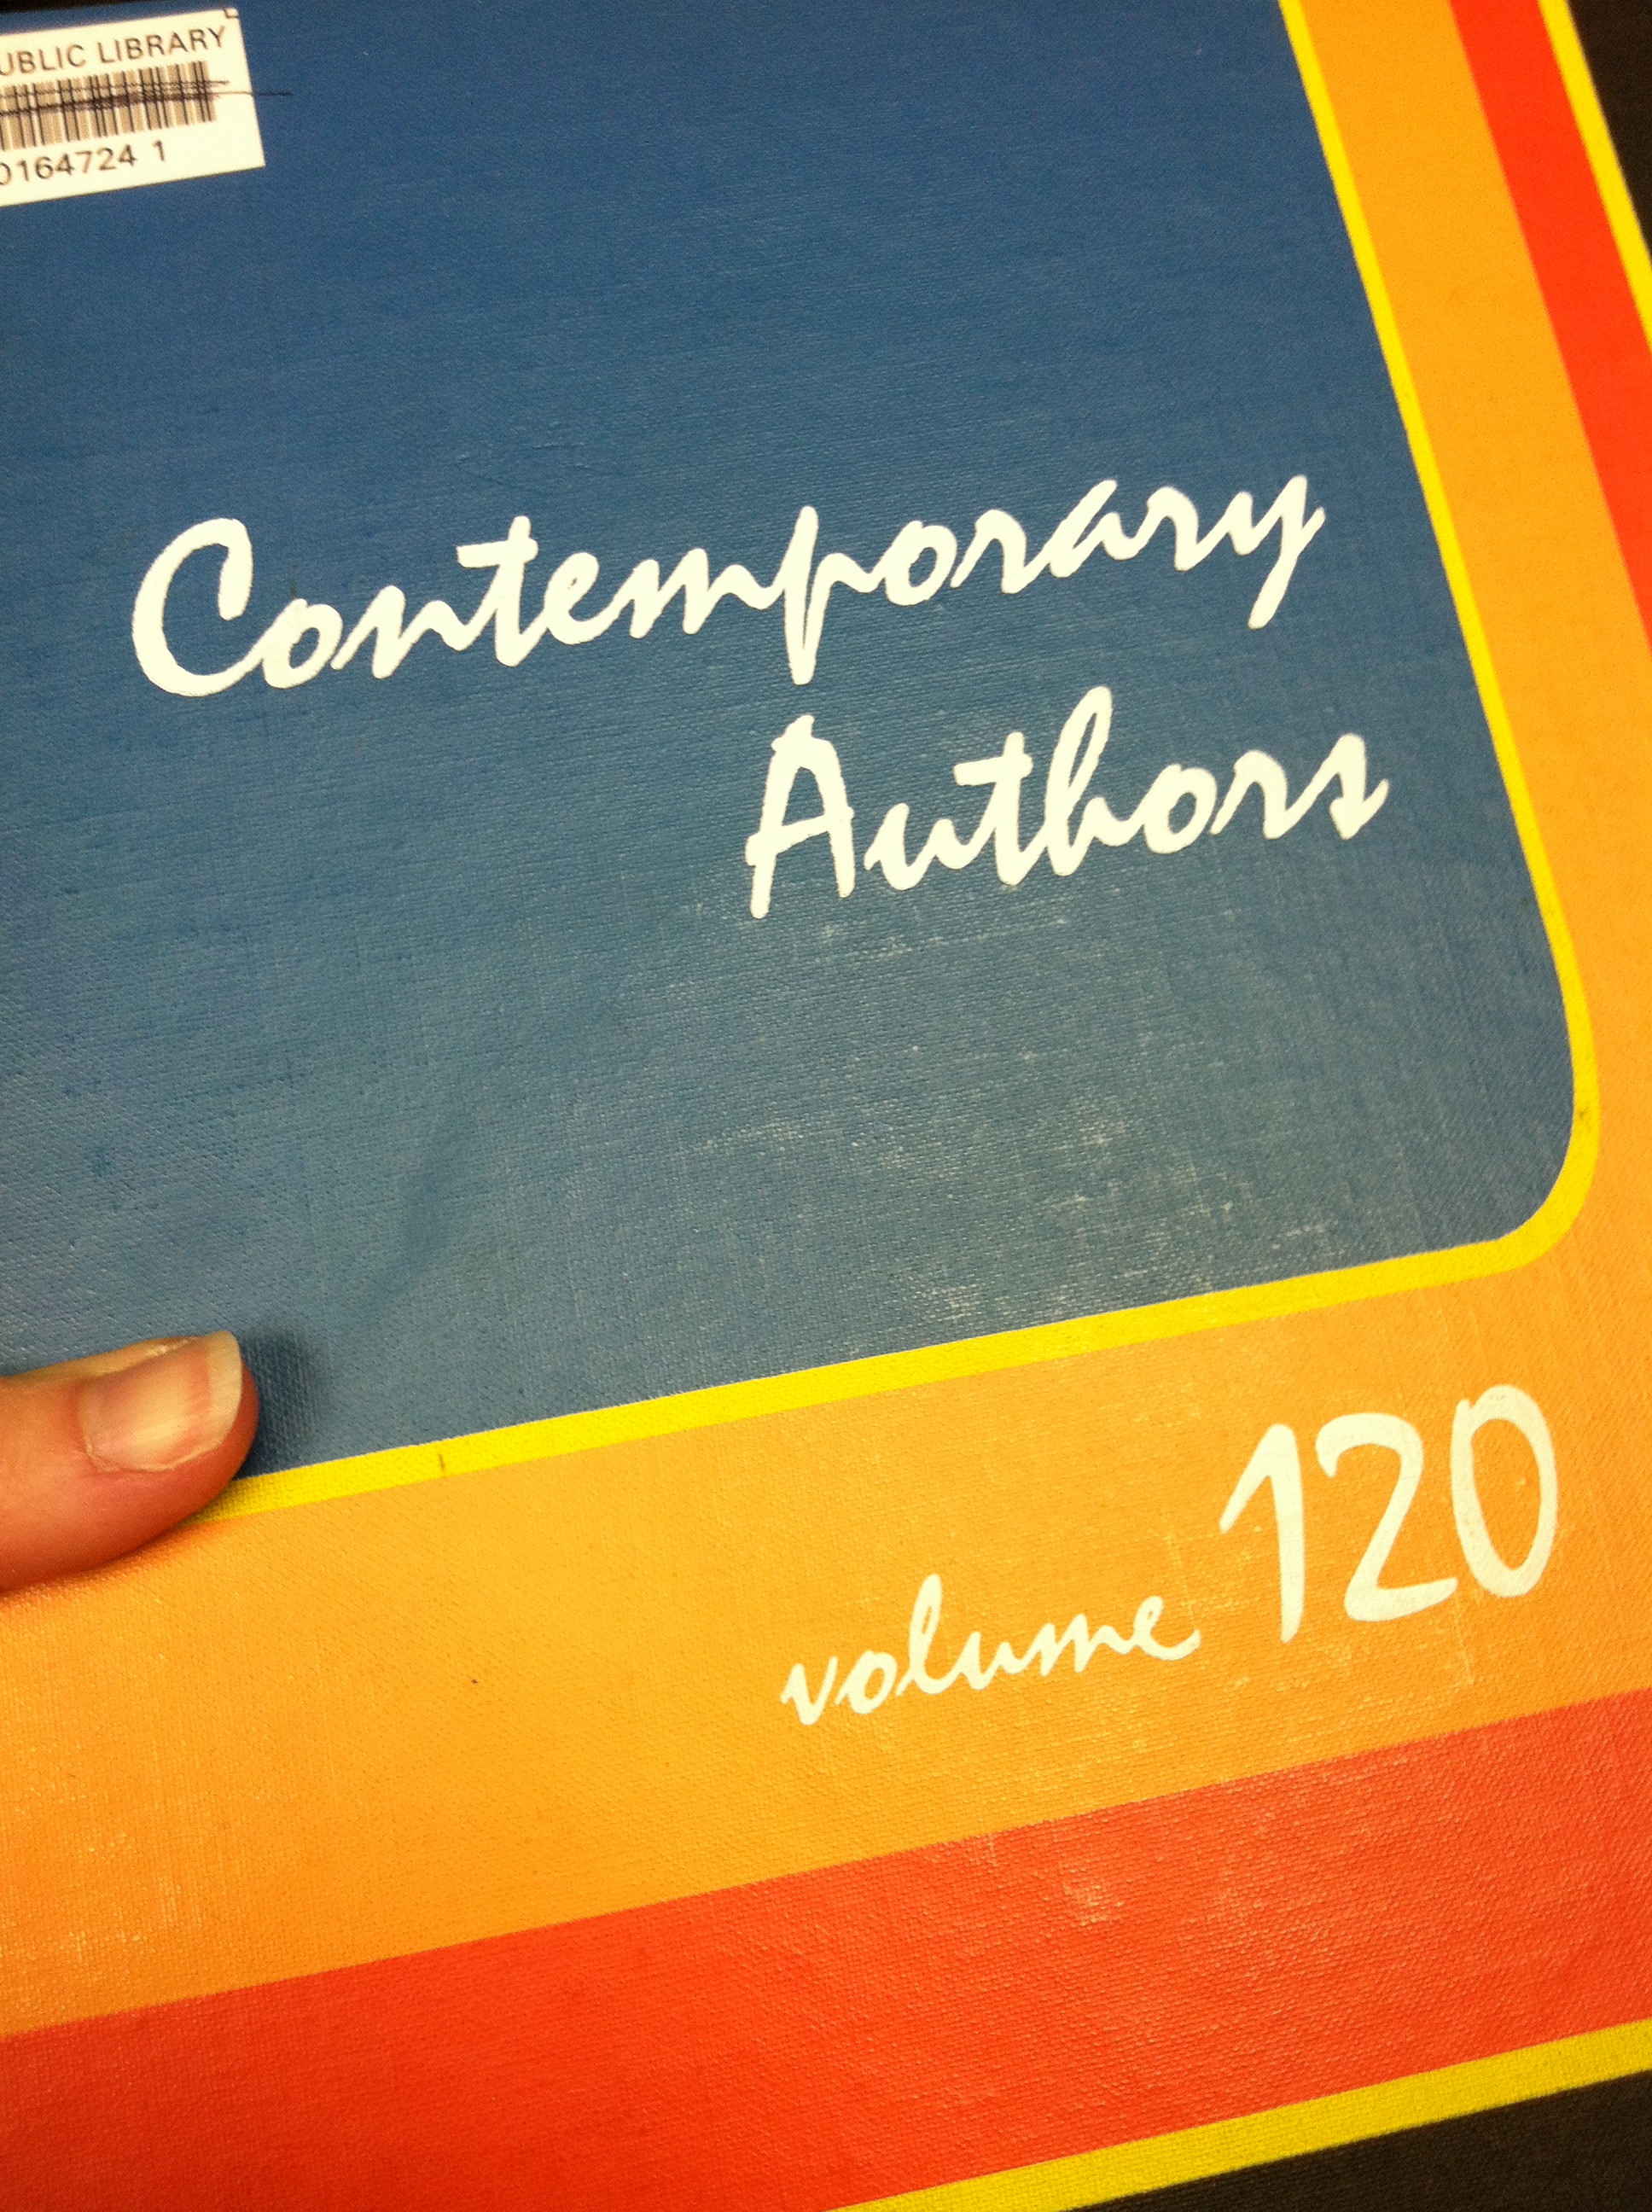 UBLIC LIBRARY
0164724 1
Contemporary
Authors
volume 120